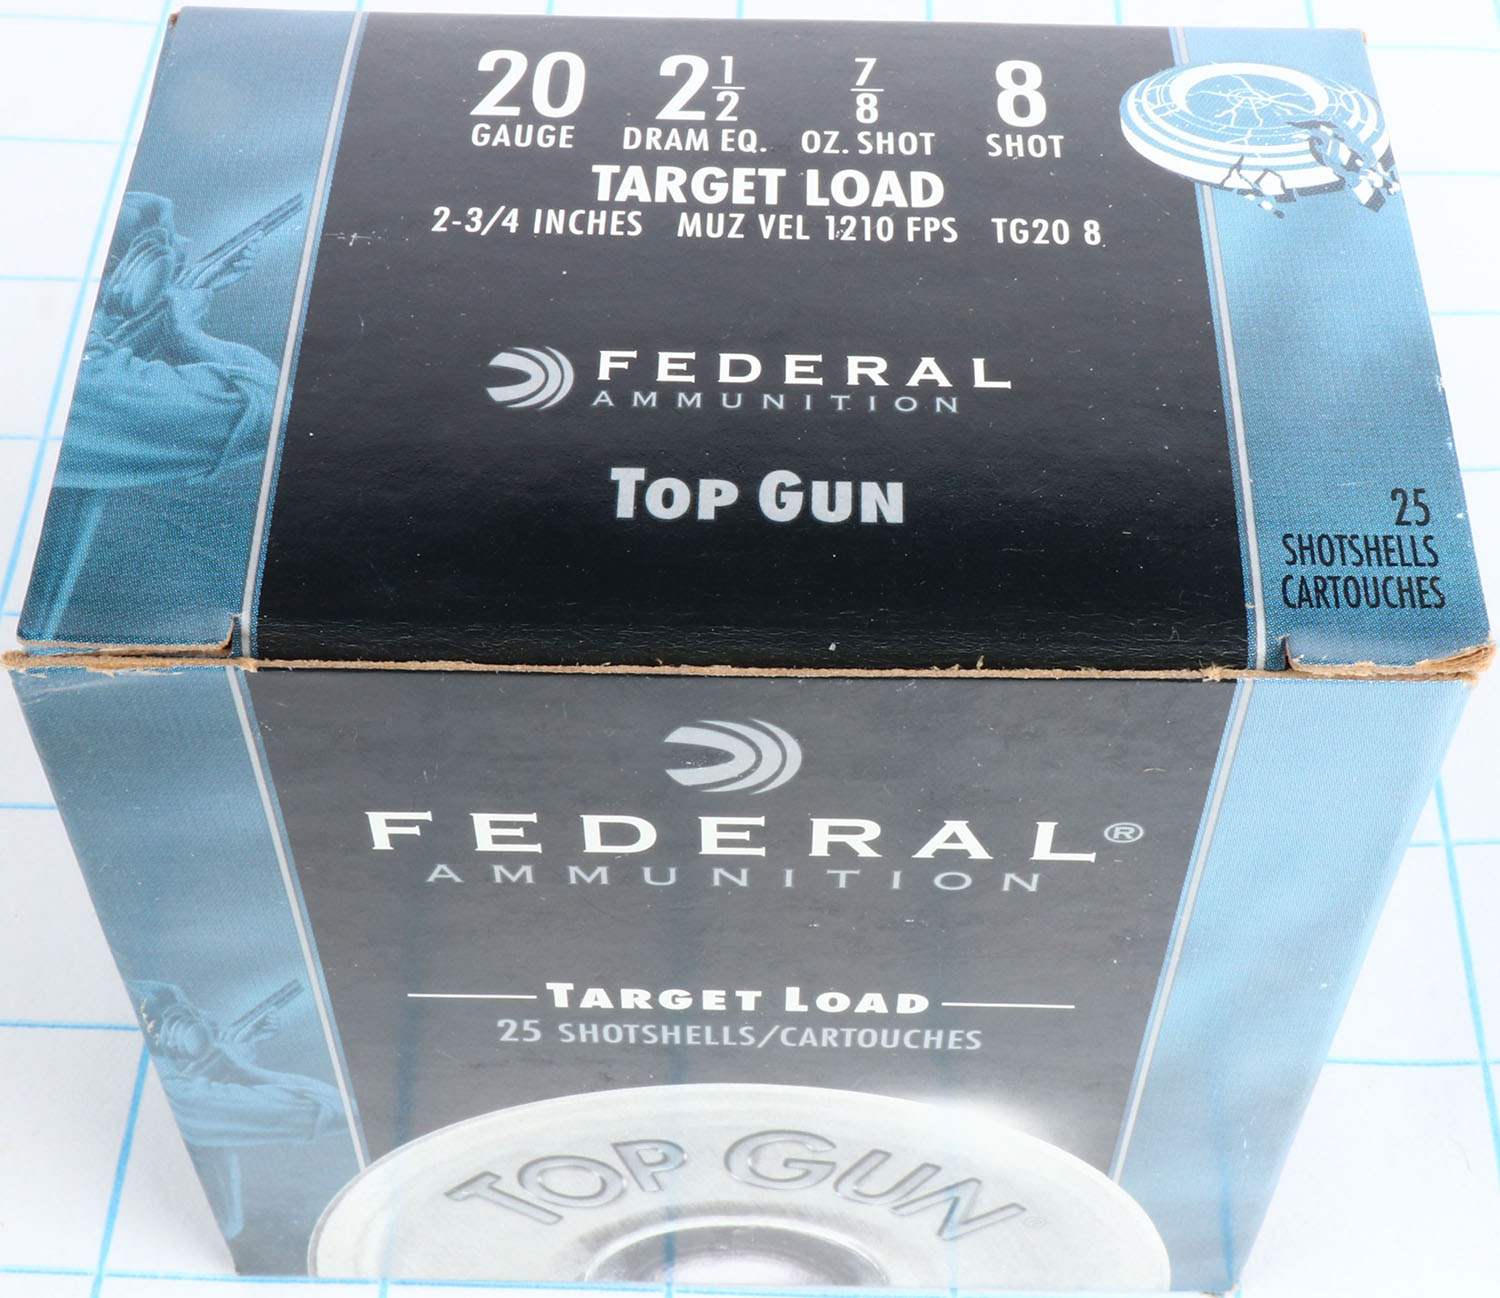 20 2 1/2 7/8 8
GAUGE DRAM EQ. OZ. SHOT SHOT
TARGET LOAD
2-3/4 INCHES MUZ VEL 1210 FPS TG20 8
FEDERAL
AMMUNITION
TOP GUN
25
SHOTSHELLS
CARTOUCHES
FEDERAL®
AMMUNITION
TARGET LOAD
25 SHOTSHELLS/CARTOUCHES
TOP GUN®